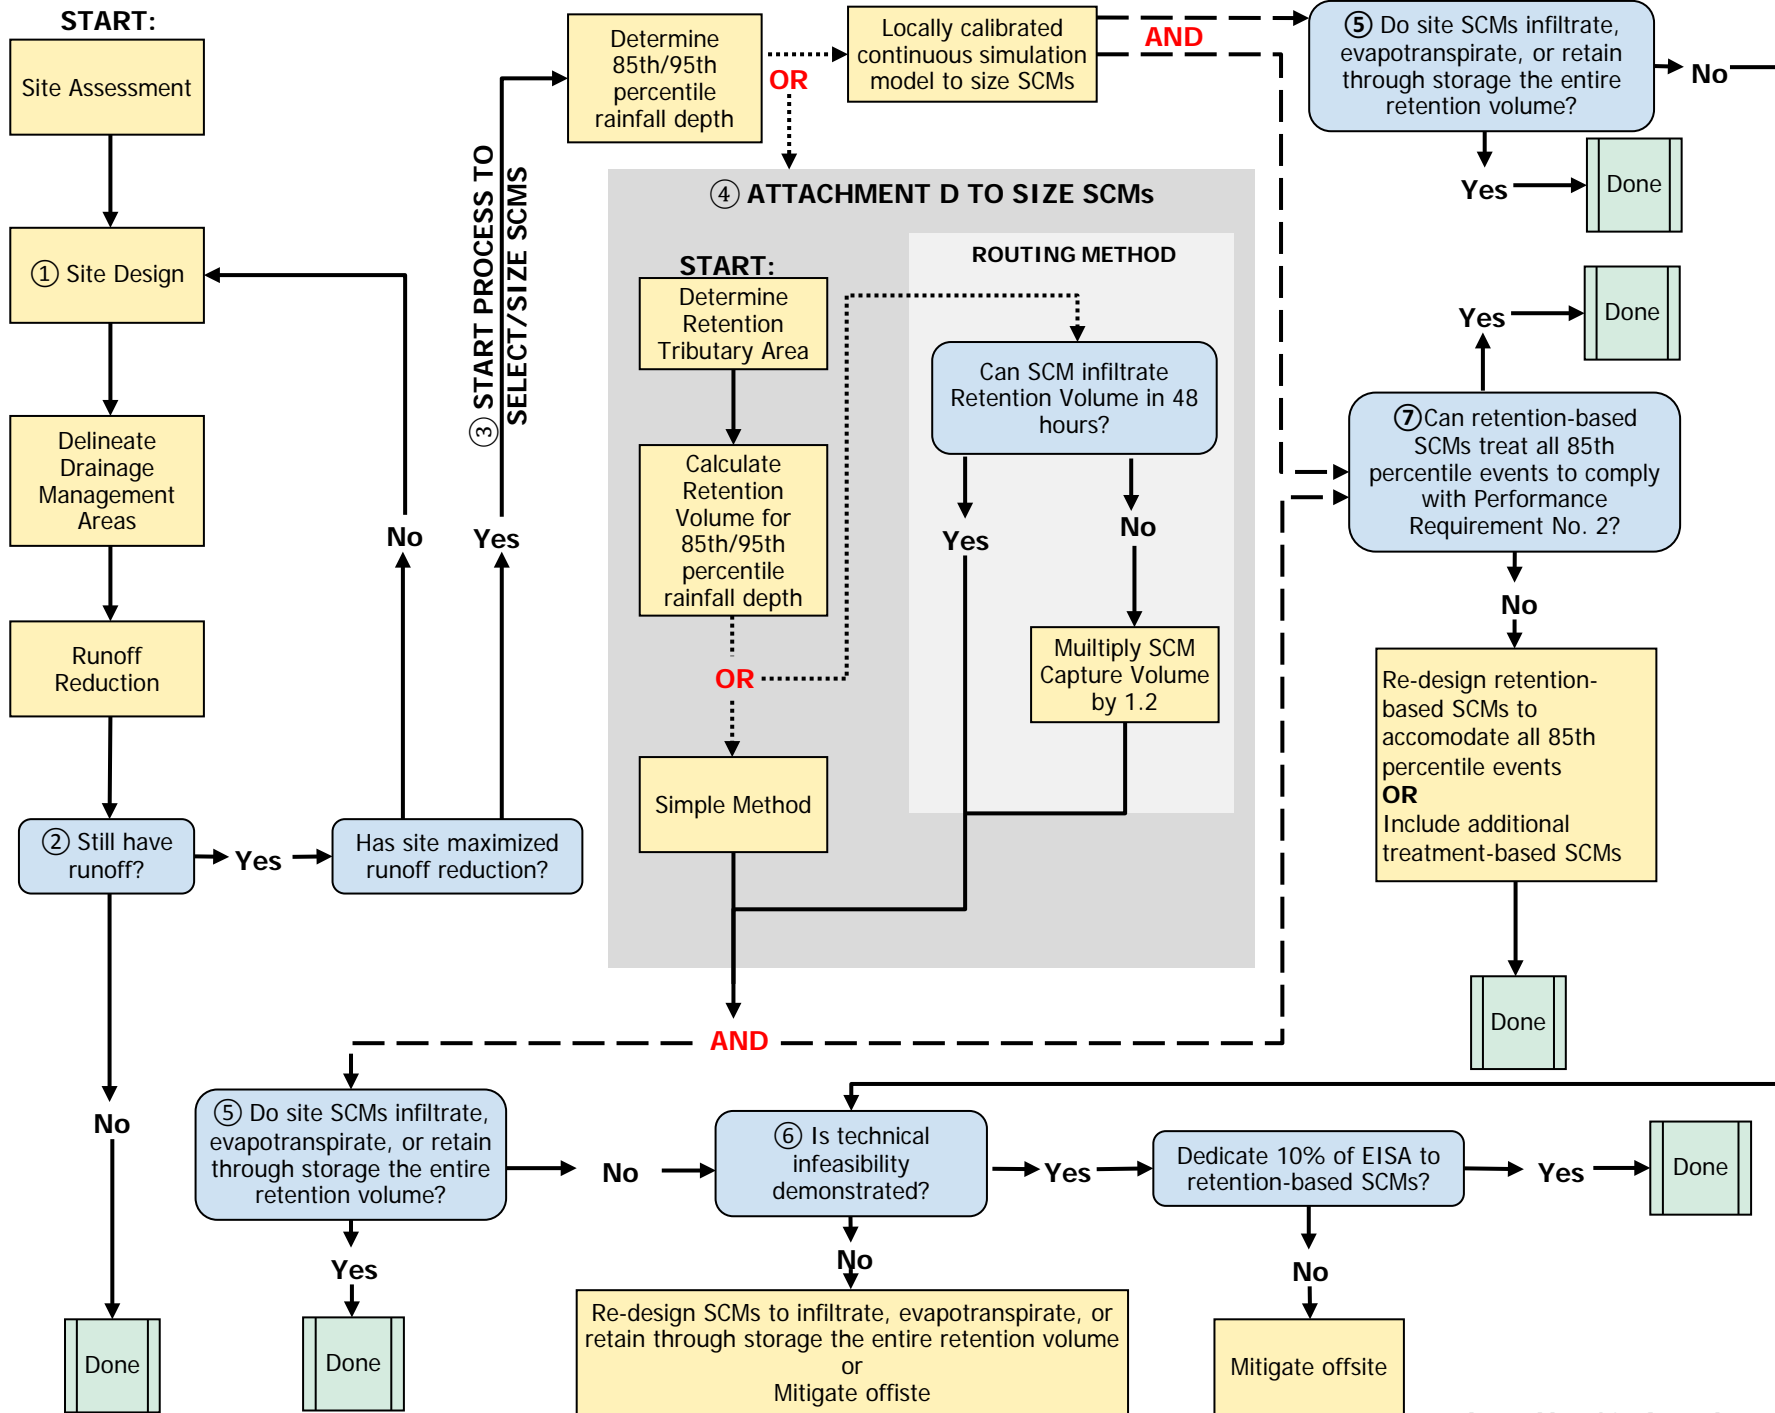 START:
Site Assessment
① Site Design
Delineate
Drainage
Management
Areas
Runoff
Reduction
② Still have
runoff?
Yes
Has site maximized
runoff reduction?
No
Yes
No
Done
③ START PROCESS TO
SELECT/SIZE SCMS
Determine
85th/95th
percentile
rainfall depth
OR
Locally calibrated
continuous simulation
model to size SCMs
AND
④ ATTACHMENT D TO SIZE SCMs
START:
Determine
Retention
Tributary Area
Calculate
Retention
Volume for
85th/95th
percentile
rainfall depth
OR
Simple Method
ROUTING METHOD
Can SCM infiltrate
Retention Volume in 48
hours?
Yes
No
Muiltiply SCM
Capture Volume
by 1.2
AND
⑤ Do site SCMs infiltrate,
evapotranspirate, or retain
through storage the entire
retention volume?
No
Yes
Done
Done
Yes
⑦Can retention-based
SCMs treat all 85th
percentile events to comply
with Performance
Requirement No. 2?
No
Re-design retention-
based SCMs to
accomodate all 85th
percentile events
OR
Include additional
treatment-based SCMs
Done
⑤ Do site SCMs infiltrate,
evapotranspirate, or retain
through storage the entire
retention volume?
Yes
Done
No
⑥ Is technical
infeasibility
demonstrated?
No
Re-design SCMs to infiltrate, evapotranspirate, or
retain through storage the entire retention volume
or
Mitigate offiste
Yes
Dedicate 10% of EISA to
retention-based SCMs?
Yes
Done
No
Mitigate offsite